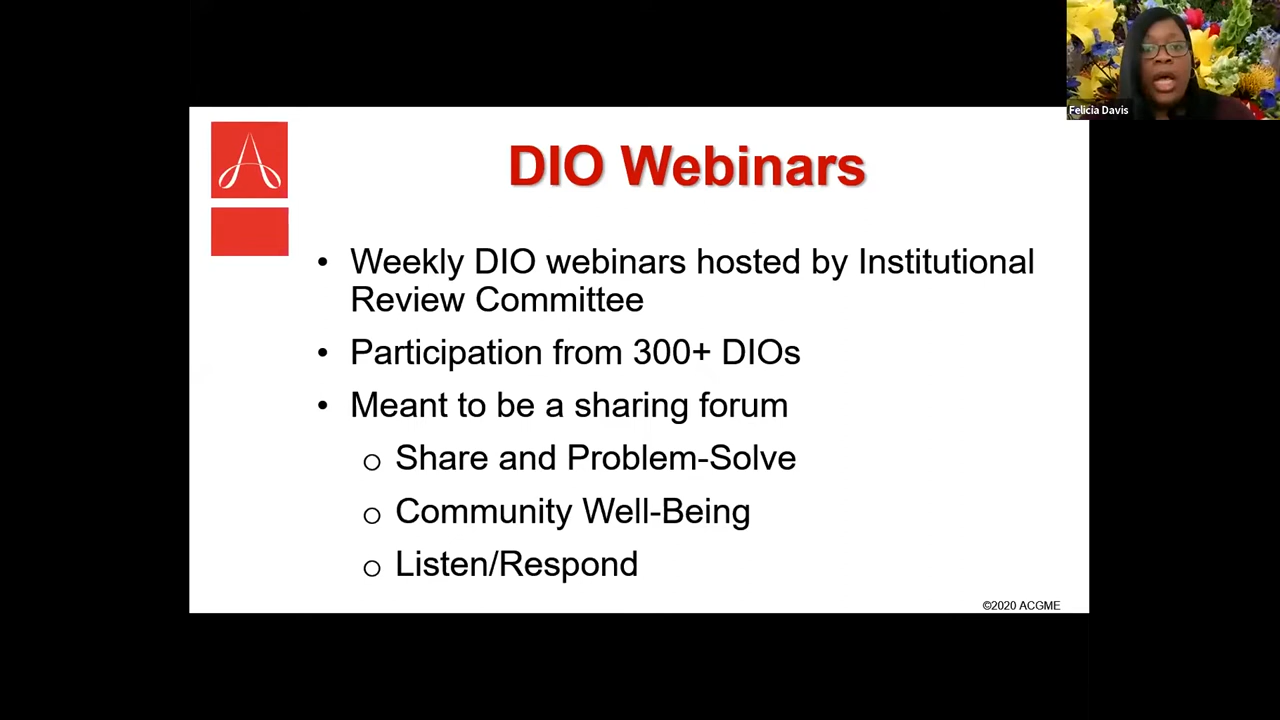 Felicia Davis
DIO Webinars
• Weekly DIO webinars hosted by Institutional
Review Committee
• Participation from 300+ DIOs
• Meant to be a sharing forum
o Share and Problem-Solve
o Community Well-Being
o Listen/Respond
©2020 ACGME